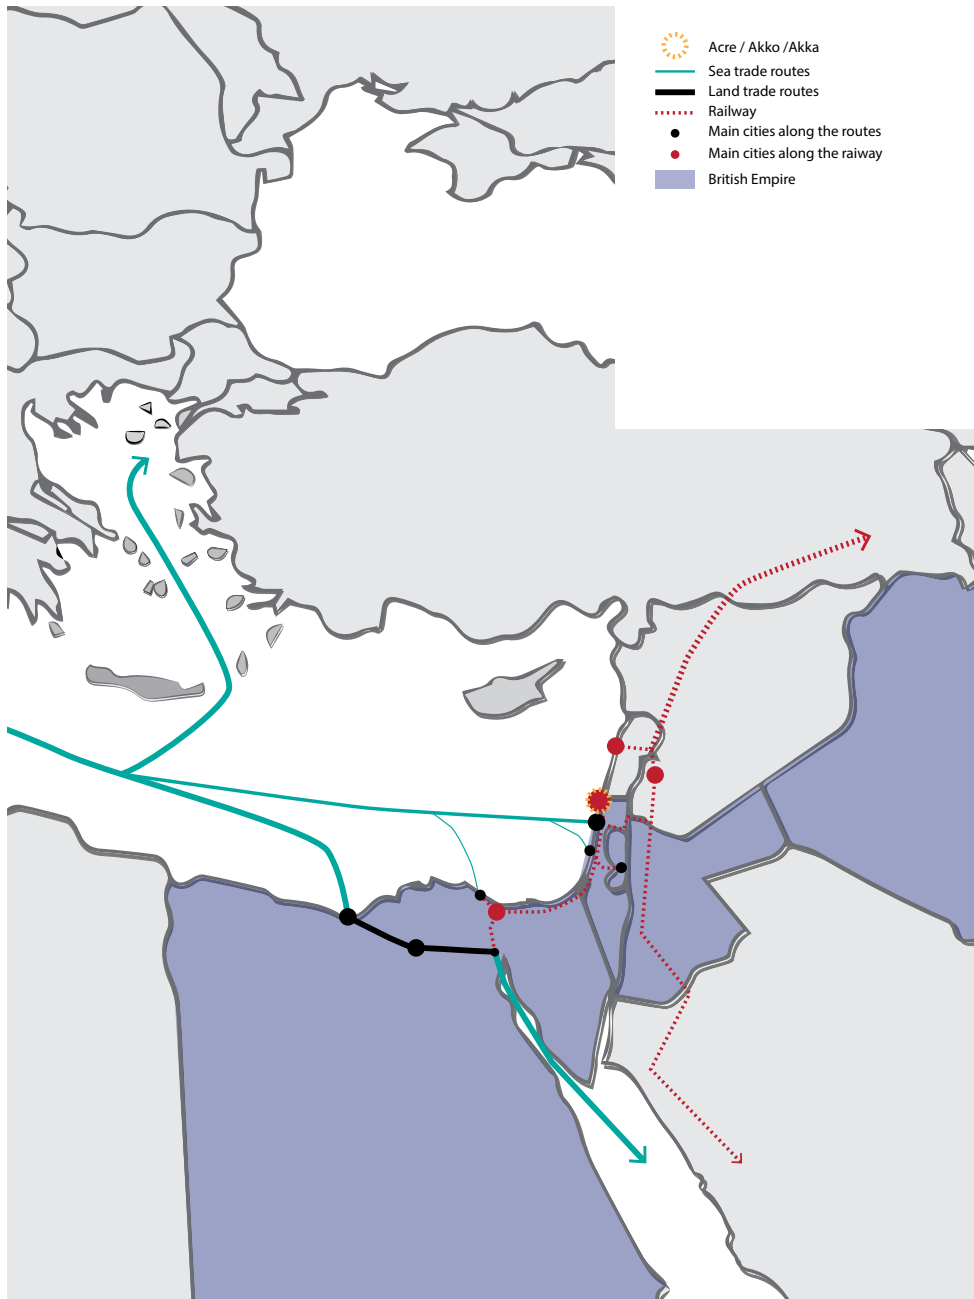 Acre / Akko /Akka
Sea trade routes
Land trade routes
Railway
Main cities along the routes
Main cities along the raiway
British Empire